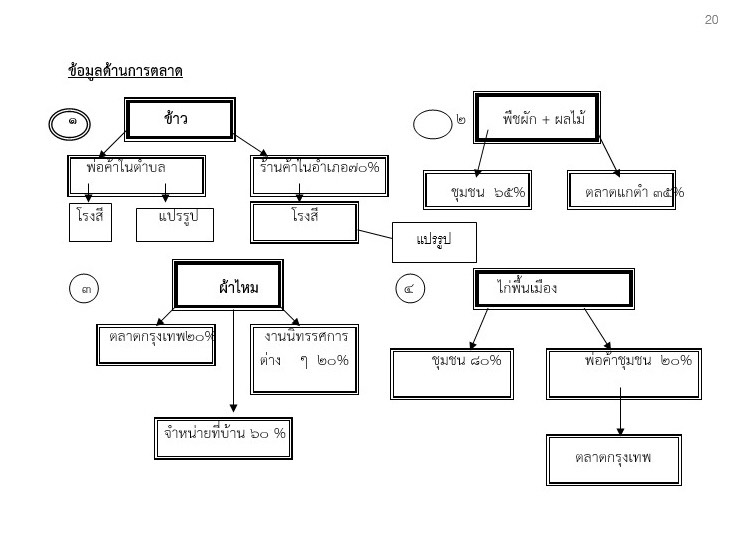 20
ข้อมูลด้านการตลาด
๑
ข้าว
พ่อค้าในตำบล
ร้านค้าในอำเภอ๗๐%
โรงสี
แปรรูป
โรงสี
แปรรูป
๒
พืชผัก + ผลไม้
ชุมชน ๖๕%
ตลาดแกดำ ๓๕%
๓
ผ้าไหม
ตลาดกรุงเทพ๒๐%
งานนิทรรศการ
ต่าง ๆ ๒๐%
จำหน่ายที่บ้าน ๖๐ %
๔
ไก่พื้นเมือง
ชุมชน ๘๐%
พ่อค้าชุมชน ๒๐%
ตลาดกรุงเทพ